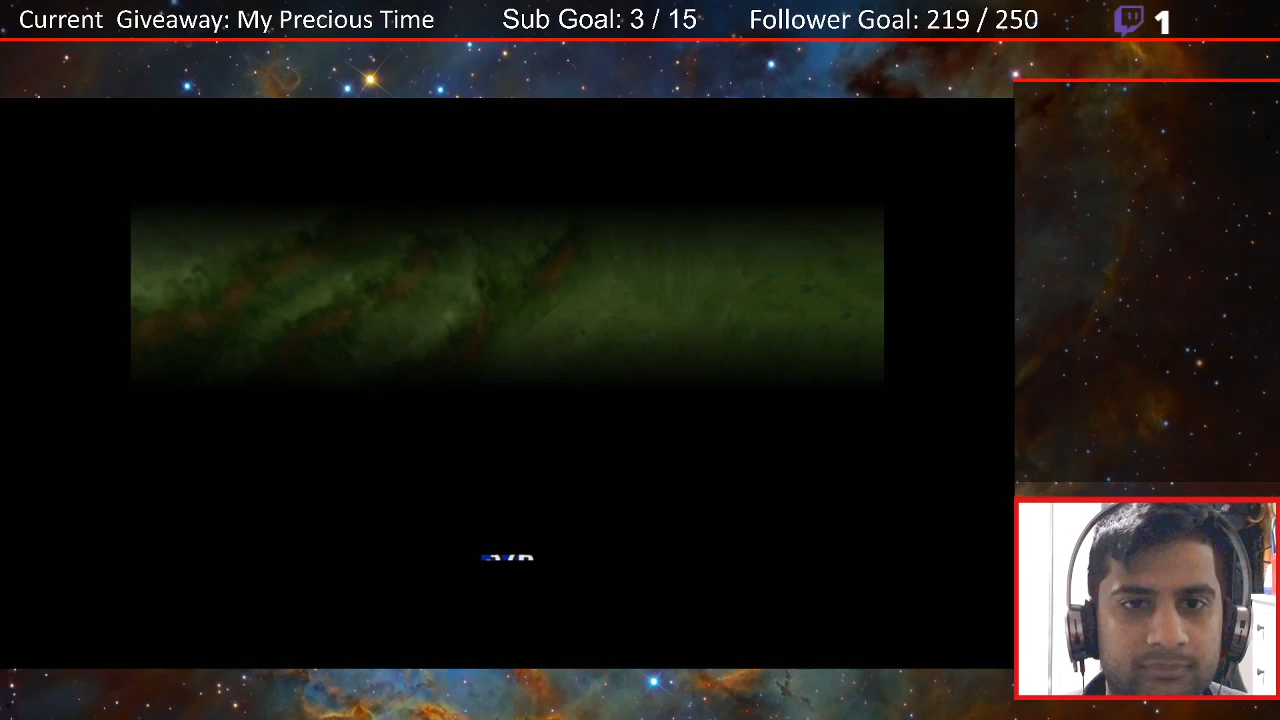 Current Giveaway: My Precious Time
Sub Goal: 3 / 15
Follower Goal: 219 / 250
1